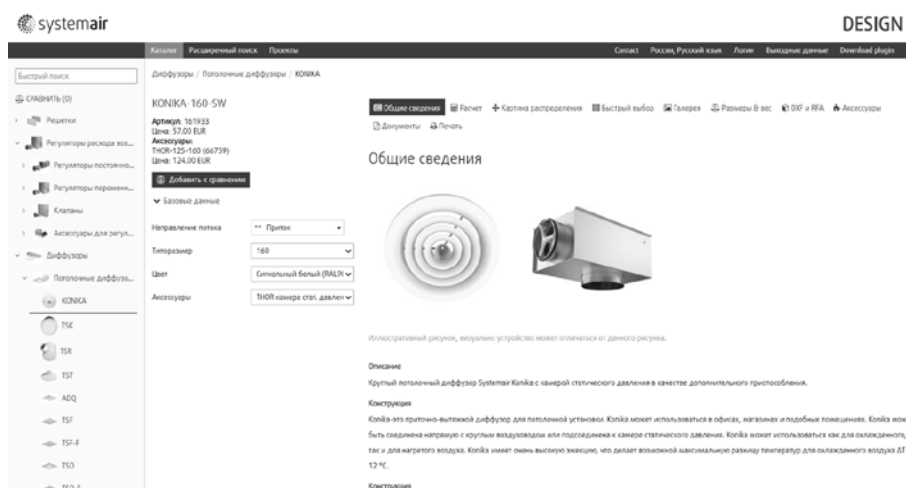 systemair
DESIGN
Каталог Расширенный поиск Проекты Contact Россия, Русский язык Логин Выходные данные Download plugin
Быстрый поиск
Диффузоры / Потолочные диффузоры / KONIKA
СРАВНИТЬ (0)
Решетки
Регуляторы расхода воз...
Регуляторы постоянно...
Регуляторы переменн...
Клапаны
Аксессуары для регул...
Диффузоры
Потолочные диффузо...
KONIKA
TSK
TSR
TST
ADQ
TSF
TSF-F
TSO
KONIKA-160-SW
Артикул: 161933
Цена: 57.00 EUR
Аксессуары:
THOR-125-160 (66759)
Цена: 124.00 EUR
Добавить к сравнению
Базовые данные
Направление потока Приток
Типоразмер 160
Цвет Сигнальный белый (RAL9(
Аксессуары THOR камера стат. давлен
Общие сведения Расчет Картина распределения Быстрый выбор Галерея Размеры & вес DXF и RFA Аксессуары
Документы Печать
Общие сведения
Иллюстративный рисунок, визуально устройство может отличаться от данного рисунка.
Описание
Круглый потолочный диффузор Systemair Konika с камерой статического давления в качестве дополнительного приспособления.
Конструкция
Konika-это приточно-вытяжной диффузор для потолочной установки. Konika может использоваться в офисах, магазинах и подобных помещениях. Konika мож
быть соединена напрямую с круглым воздуховодом или подсоединена к камере статического давления. Konika может использоваться как для охлажденного,
так и для нагретого воздуха. Konika имеет очень высокую эжекцию, что делает возможной максимальную разницу температур для охлажденного воздуха ΔT
12 °C.
Конструкция